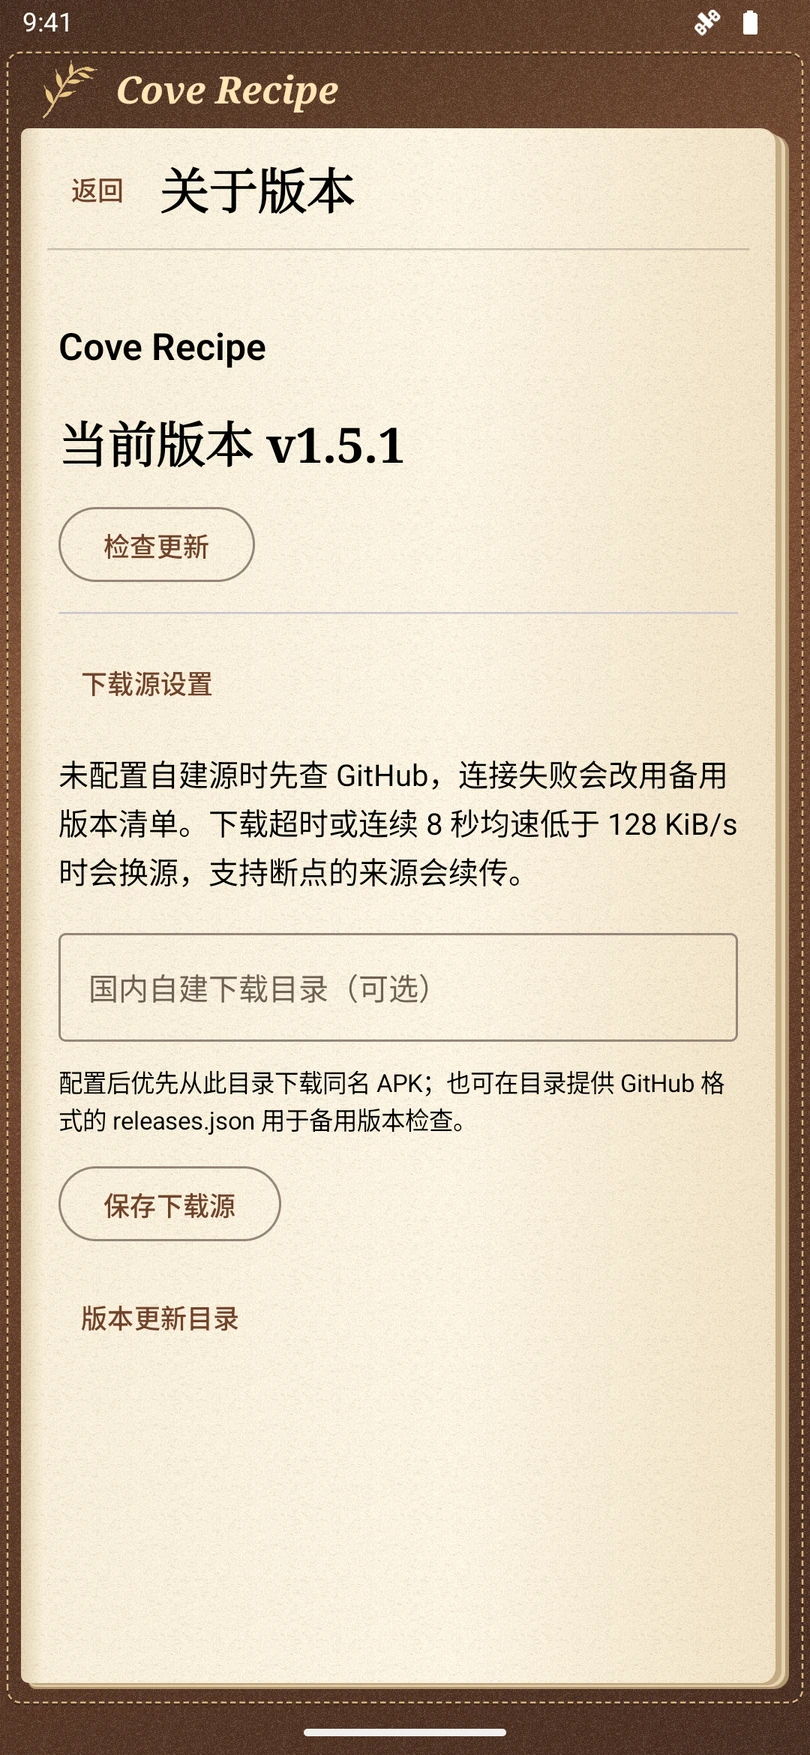 9:41
Cove Recipe
返回 关于版本
Cove Recipe
当前版本 v1.5.1
检查更新
下载源设置
未配置自建源时先查 GitHub，连接失败会改用备用
版本清单。下载超时或连续 8 秒均速低于 128 KiB/s
时会换源，支持断点的来源会续传。
国内自建下载目录（可选）
配置后优先从此目录下载同名 APK；也可在目录提供 GitHub 格
式的 releases.json 用于备用版本检查。
保存下载源
版本更新目录